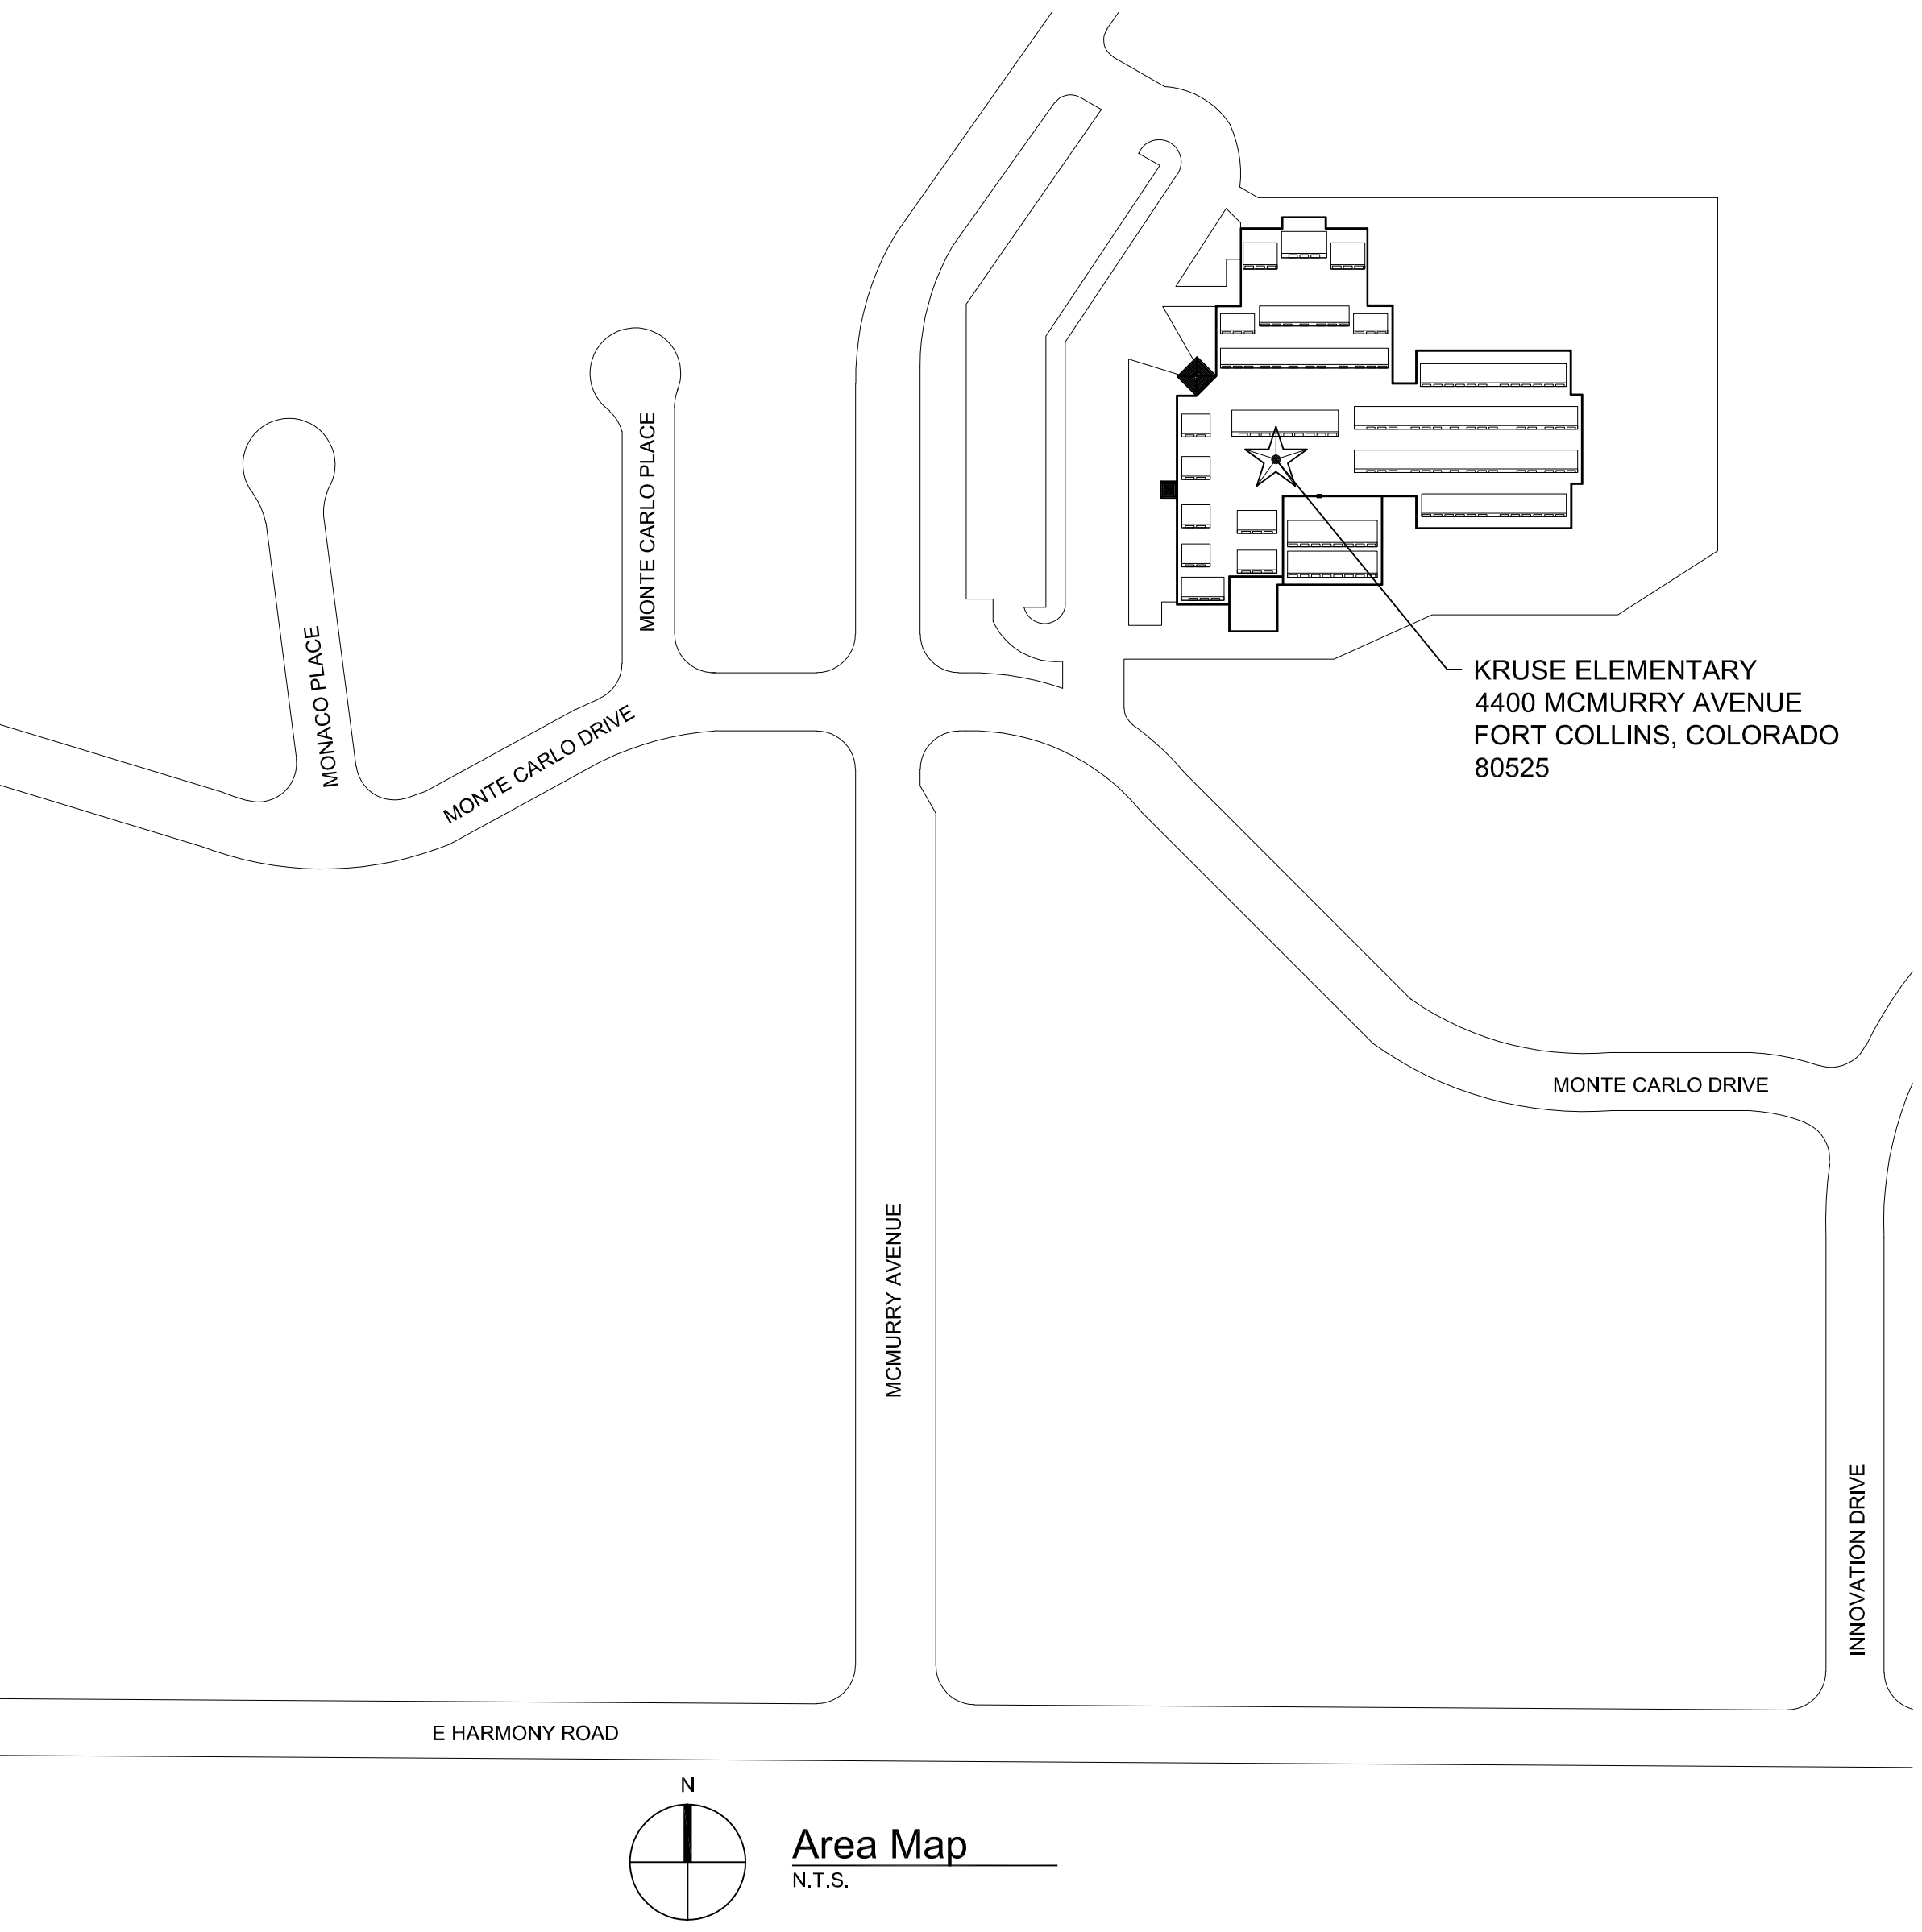 MONTE CARLO PLACE
MONACO PLACE
MONTE CARLO DRIVE
KRUSE ELEMENTARY
4400 MCMURRY AVENUE
FORT COLLINS, COLORADO
80525
MONTE CARLO DRIVE
MCMURRY AVENUE
INNOVATION DRIVE
E HARMONY ROAD
N
Area Map
N.T.S.